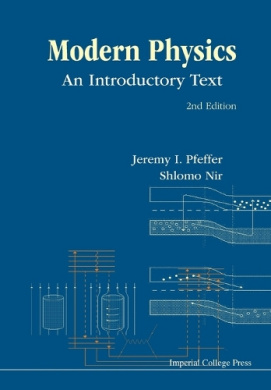 Modern Physics
An Introductory Text
2nd Edition
Jeremy I. Pfeffer
Shlomo Nir
Imperial College Press